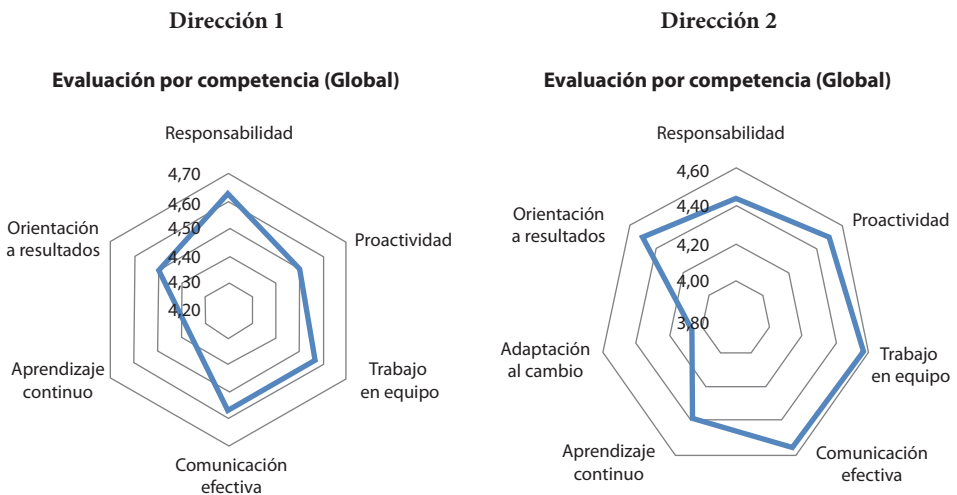 Dirección 1
Evaluación por competencia (Global)
Responsabilidad
4,70
4,60
4,50
4,40
4,30
4,20
Orientación
a resultados
Proactividad
Aprendizaje
continuo
Trabajo
en equipo
Comunicación
efectiva
Dirección 2
Evaluación por competencia (Global)
Responsabilidad
4,60
4,40
4,20
4,00
3,80
Orientación
a resultados
Proactividad
Adaptación
al cambio
Trabajo
en equipo
Aprendizaje
continuo
Comunicación
efectiva